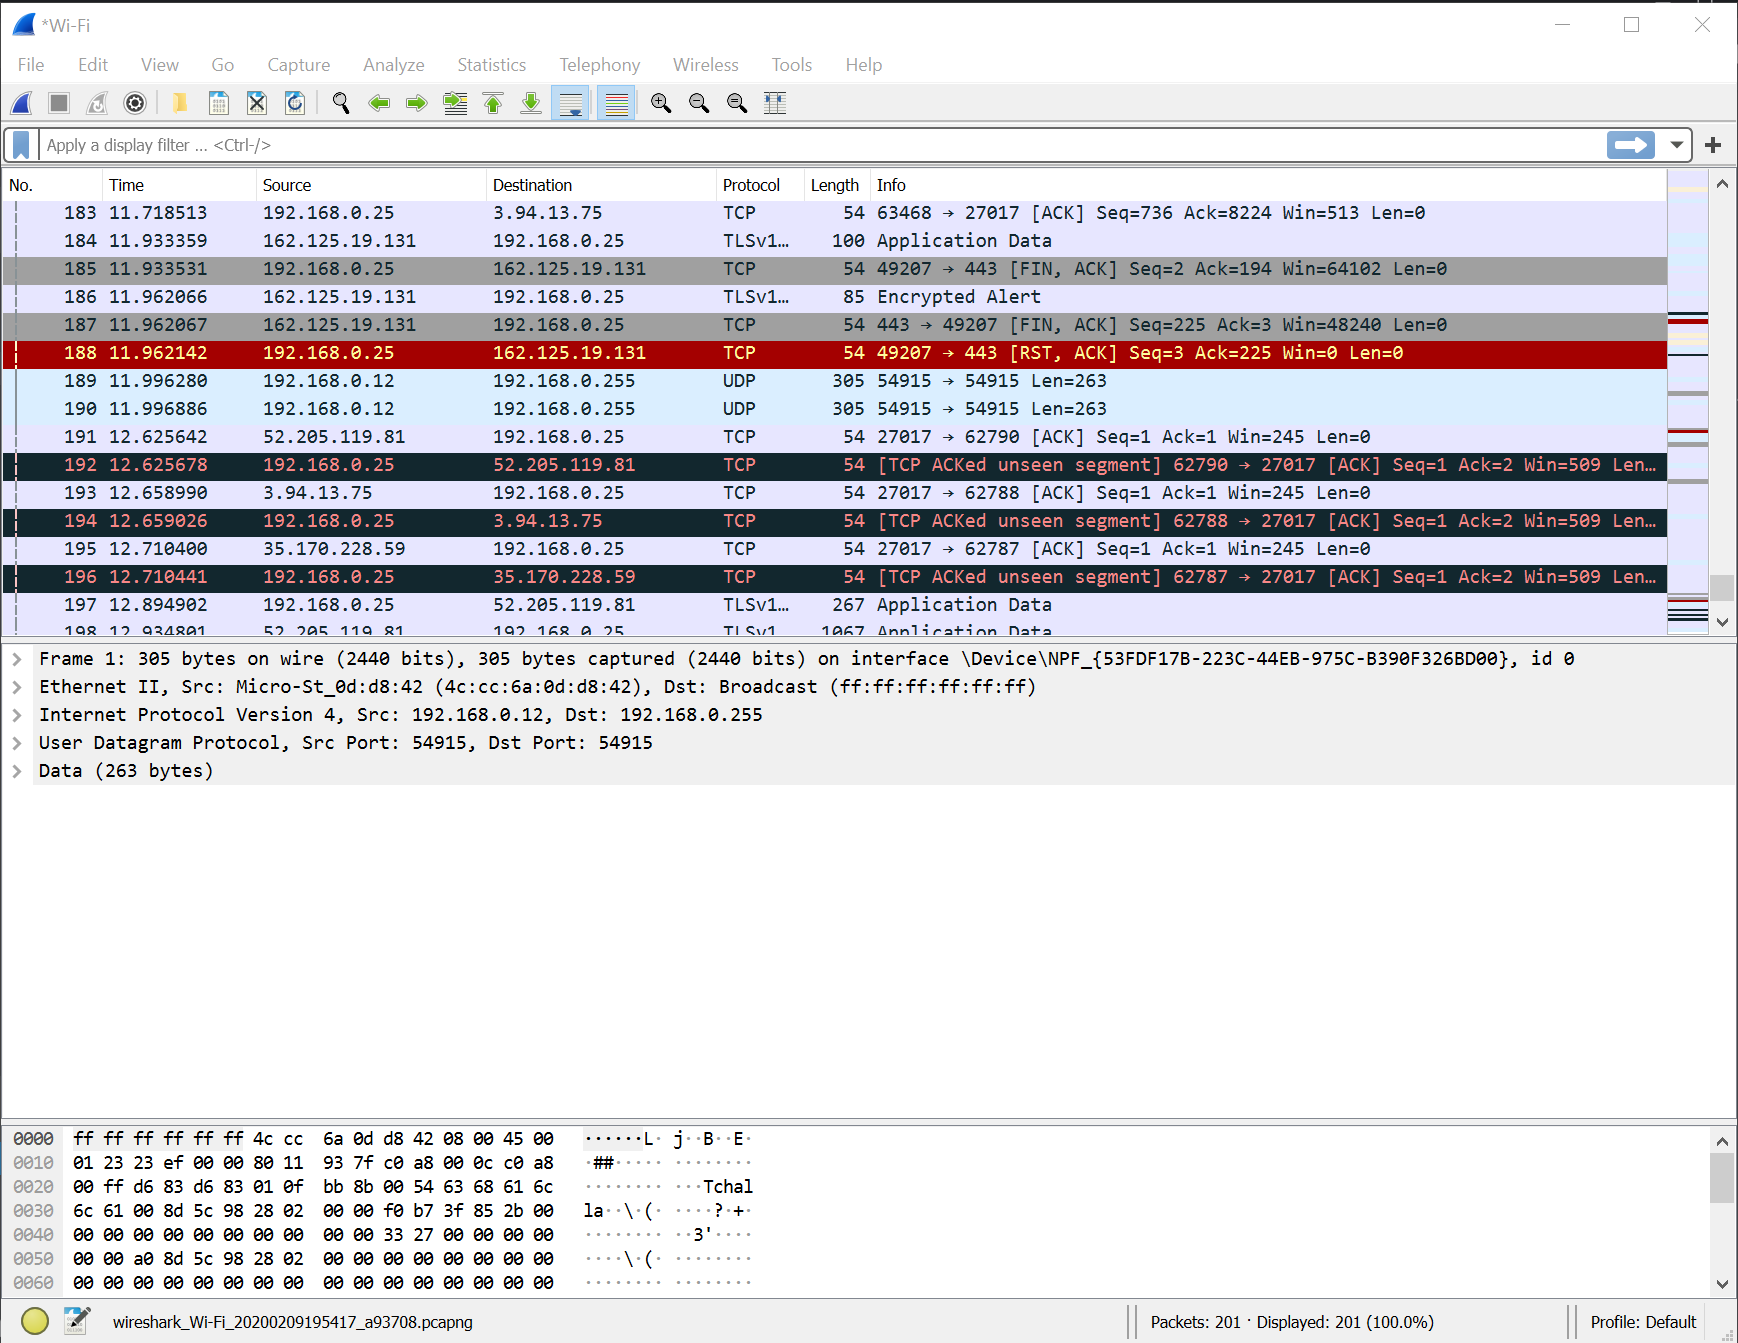 *Wi-Fi
File Edit View Go Capture Analyze Statistics Telephony Wireless Tools Help
Apply a display filter ... <Ctrl-/>
No. Time Source Destination Protocol Length Info
183 11.718513 192.168.0.25 3.94.13.75 TCP 54 63468 → 27017 [ACK] Seq=736 Ack=8224 Win=513 Len=0
184 11.933359 162.125.19.131 192.168.0.25 TLSv1… 100 Application Data
185 11.933531 192.168.0.25 162.125.19.131 TCP 54 49207 → 443 [FIN, ACK] Seq=2 Ack=194 Win=64102 Len=0
186 11.962066 162.125.19.131 192.168.0.25 TLSv1… 85 Encrypted Alert
187 11.962067 162.125.19.131 192.168.0.25 TCP 54 443 → 49207 [FIN, ACK] Seq=225 Ack=3 Win=48240 Len=0
188 11.962142 192.168.0.25 162.125.19.131 TCP 54 49207 → 443 [RST, ACK] Seq=3 Ack=225 Win=0 Len=0
189 11.996280 192.168.0.12 192.168.0.255 UDP 305 54915 → 54915 Len=263
190 11.996886 192.168.0.12 192.168.0.255 UDP 305 54915 → 54915 Len=263
191 12.625642 52.205.119.81 192.168.0.25 TCP 54 27017 → 62790 [ACK] Seq=1 Ack=1 Win=245 Len=0
192 12.625678 192.168.0.25 52.205.119.81 TCP 54 [TCP ACKed unseen segment] 62790 → 27017 [ACK] Seq=1 Ack=2 Win=509 Len…
193 12.658990 3.94.13.75 192.168.0.25 TCP 54 27017 → 62788 [ACK] Seq=1 Ack=1 Win=245 Len=0
194 12.659026 192.168.0.25 3.94.13.75 TCP 54 [TCP ACKed unseen segment] 62788 → 27017 [ACK] Seq=1 Ack=2 Win=509 Len…
195 12.710400 35.170.228.59 192.168.0.25 TCP 54 27017 → 62787 [ACK] Seq=1 Ack=1 Win=245 Len=0
196 12.710441 192.168.0.25 35.170.228.59 TCP 54 [TCP ACKed unseen segment] 62787 → 27017 [ACK] Seq=1 Ack=2 Win=509 Len…
197 12.894902 192.168.0.25 52.205.119.81 TLSv1… 267 Application Data
198 12.934801 52.205.119.81 192.168.0.25 TLSv1 1067 Application Data
Frame 1: 305 bytes on wire (2440 bits), 305 bytes captured (2440 bits) on interface \Device\NPF_{53FDF17B-223C-44EB-975C-B390F326BD00}, id 0
Ethernet II, Src: Micro-St_0d:d8:42 (4c:cc:6a:0d:d8:42), Dst: Broadcast (ff:ff:ff:ff:ff:ff)
Internet Protocol Version 4, Src: 192.168.0.12, Dst: 192.168.0.255
User Datagram Protocol, Src Port: 54915, Dst Port: 54915
Data (263 bytes)
0000 ff ff ff ff ff ff 4c cc 6a 0d d8 42 08 00 45 00 ······L· j··B··E·
0010 01 23 23 ef 00 00 80 11 93 7f c0 a8 00 0c c0 a8 ·##····· ········
0020 00 ff d6 83 d6 83 01 0f bb 8b 00 54 63 68 61 6c ········ ···Tchal
0030 6c 61 00 8d 5c 98 28 02 00 00 f0 b7 3f 85 2b 00 la··\·(· ····?·+·
0040 00 00 00 00 00 00 00 00 00 00 33 27 00 00 00 00 ········ ··3'····
0050 00 00 a0 8d 5c 98 28 02 00 00 00 00 00 00 00 00 ····\·(· ········
0060 00 00 00 00 00 00 00 00 00 00 00 00 00 00 00 00 ········ ········
wireshark_Wi-Fi_20200209195417_a93708.pcapng Packets: 201 · Displayed: 201 (100.0%) Profile: Default